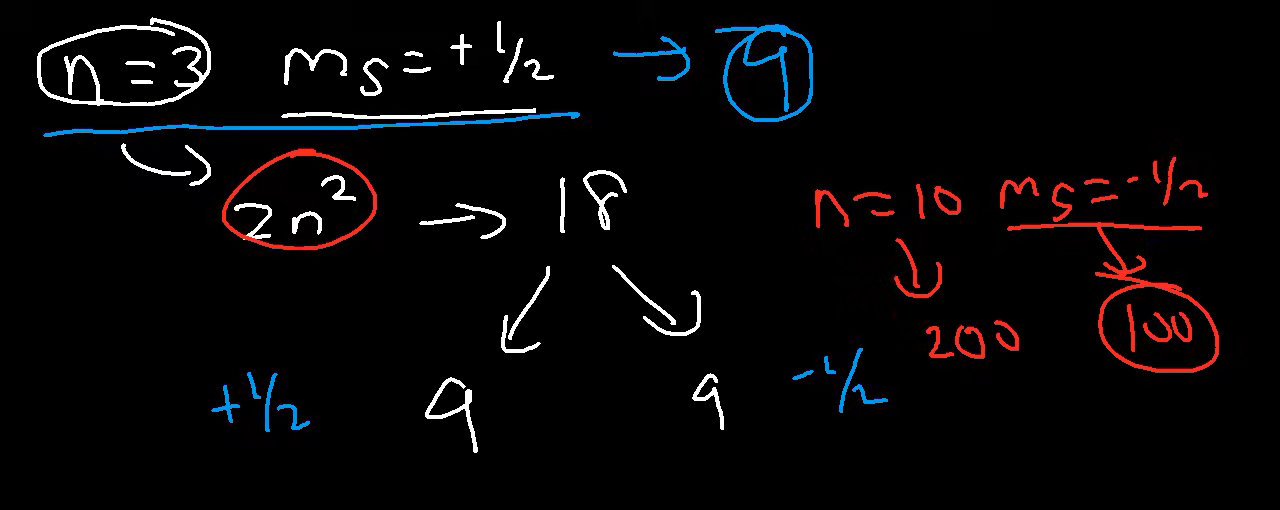 n = 3 ms = + 1/2 → 9
2n² → 18
n = 10 ms = - 1/2
200 100
+ 1/2 9 9 - 1/2